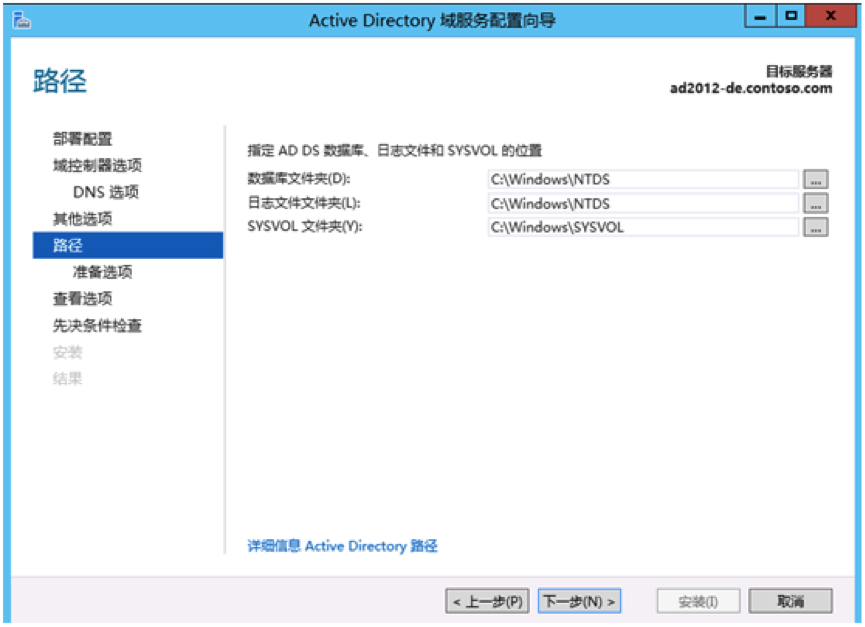 Active Directory 域服务配置向导
路径
目标服务器
ad2012-de.contoso.com
部署配置
域控制器选项
DNS 选项
其他选项
路径
准备选项
查看选项
先决条件检查
安装
结果
指定 AD DS 数据库、日志文件和 SYSVOL 的位置
数据库文件夹(D): C:\Windows\NTDS ...
日志文件文件夹(L): C:\Windows\NTDS ...
SYSVOL 文件夹(Y): C:\Windows\SYSVOL ...
详细信息 Active Directory 路径
< 上一步(P) 下一步(N) > 安装(I) 取消